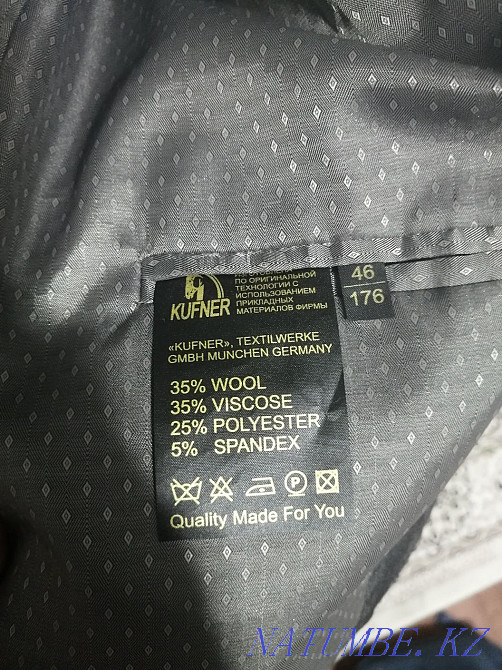 ПО ОРИГИНАЛЬНОЙ
ТЕХНОЛОГИИ С
ИСПОЛЬЗОВАНИЕМ
ПРИКЛАДНЫХ
МАТЕРИАЛОВ ФИРМЫ
KUFNER
46
176
«KUFNER», TEXTILWERKE
GMBH MUNCHEN GERMANY
35% WOOL
35% VISCOSE
25% POLYESTER
5% SPANDEX
P
Quality Made For You
NATUMBE.KZ